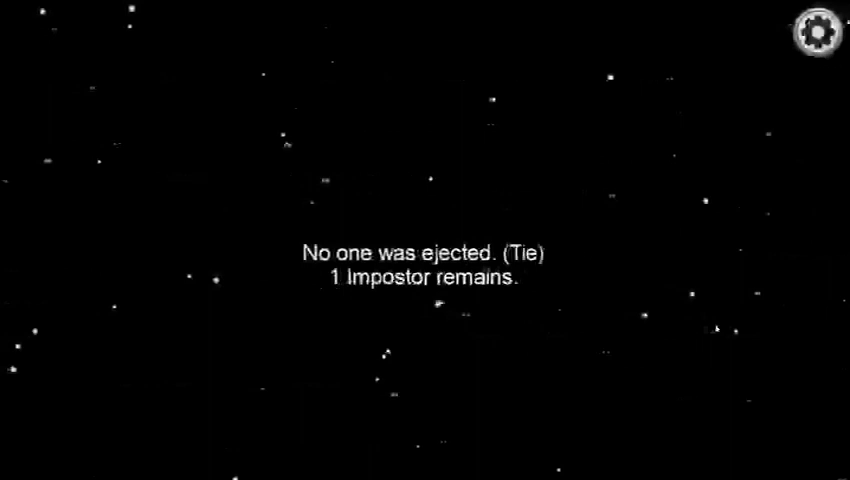 No one was ejected. (Tie)
1 Impostor remains.